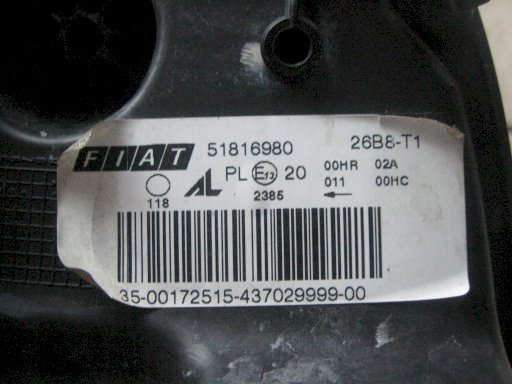 FIAT 51816980 26B8-T1
AL PL E13 20 00HR 02A
118 2385 011 ← 00HC
35-00172515-437029999-00